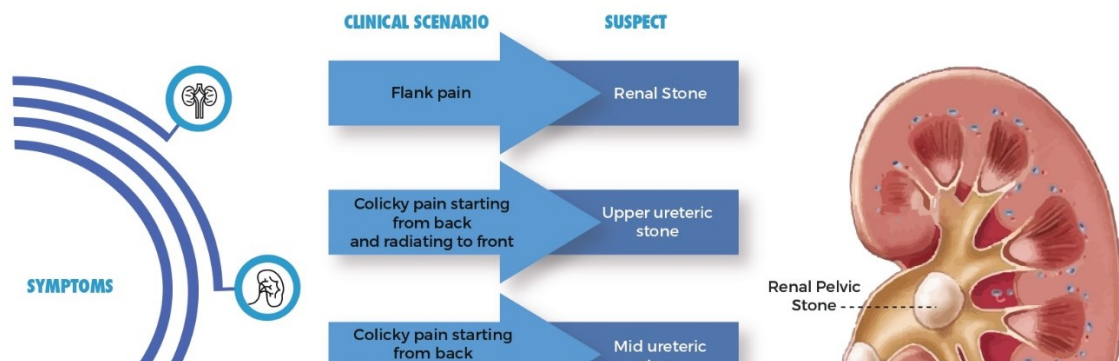 CLINICAL SCENARIO
SUSPECT
Flank pain
Renal Stone
Colicky pain starting
from back
and radiating to front
Upper ureteric
stone
SYMPTOMS
Renal Pelvic
Stone
Colicky pain starting
from back
Mid ureteric